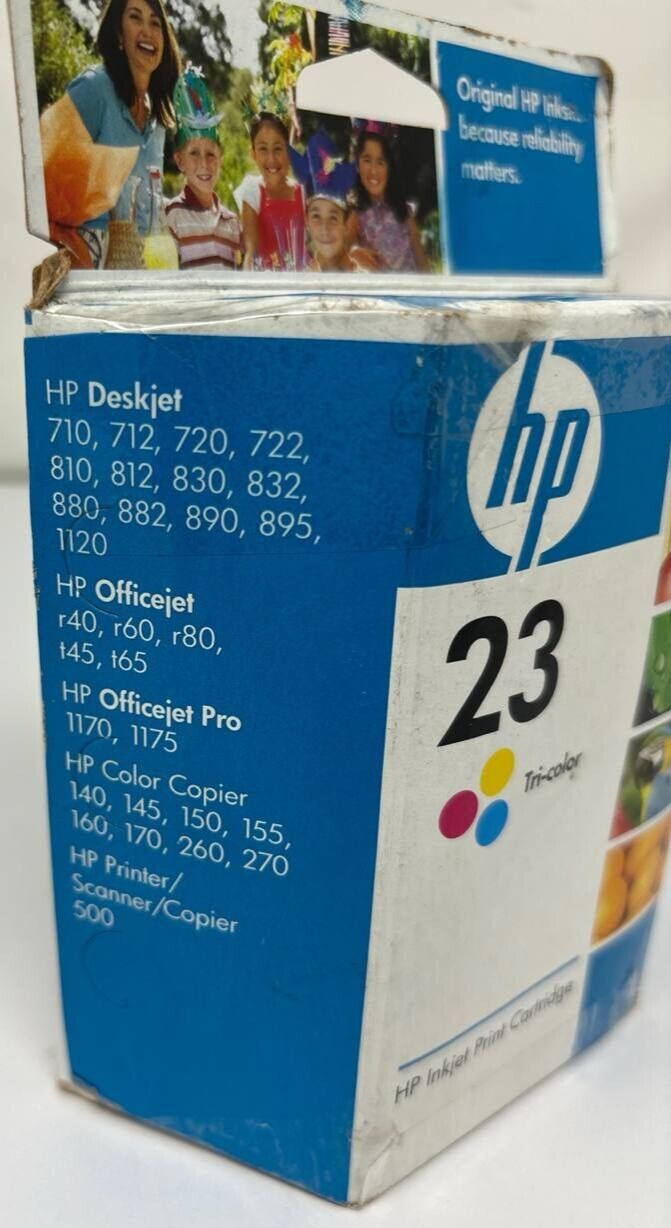 Original HP Inks...
because reliability
matters.
HP Deskjet
710, 712, 720, 722,
810, 812, 830, 832,
880, 882, 890, 895,
1120
HP Officejet
r40, r60, r80,
t45, t65
HP Officejet Pro
1170, 1175
HP Color Copier
140, 145, 150, 155,
160, 170, 260, 270
HP Printer/
Scanner/Copier
500
hp
23
Tri-color
HP Inkjet Print Cartridge